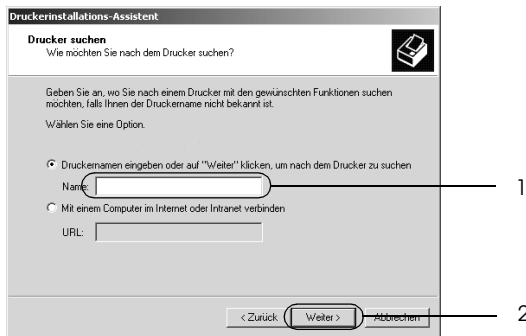 Druckerinstallations-Assistent
Drucker suchen
Wie möchten Sie nach dem Drucker suchen?
Geben Sie an, wo Sie nach einem Drucker mit den gewünschten Funktionen suchen
möchten, falls Ihnen der Druckername nicht bekannt ist.
Wählen Sie eine Option.
Druckernamen eingeben oder auf "Weiter" klicken, um nach dem Drucker zu suchen
Name:
1
Mit einem Computer im Internet oder Intranet verbinden
URL:
< Zurück Weiter > Abbrechen
2